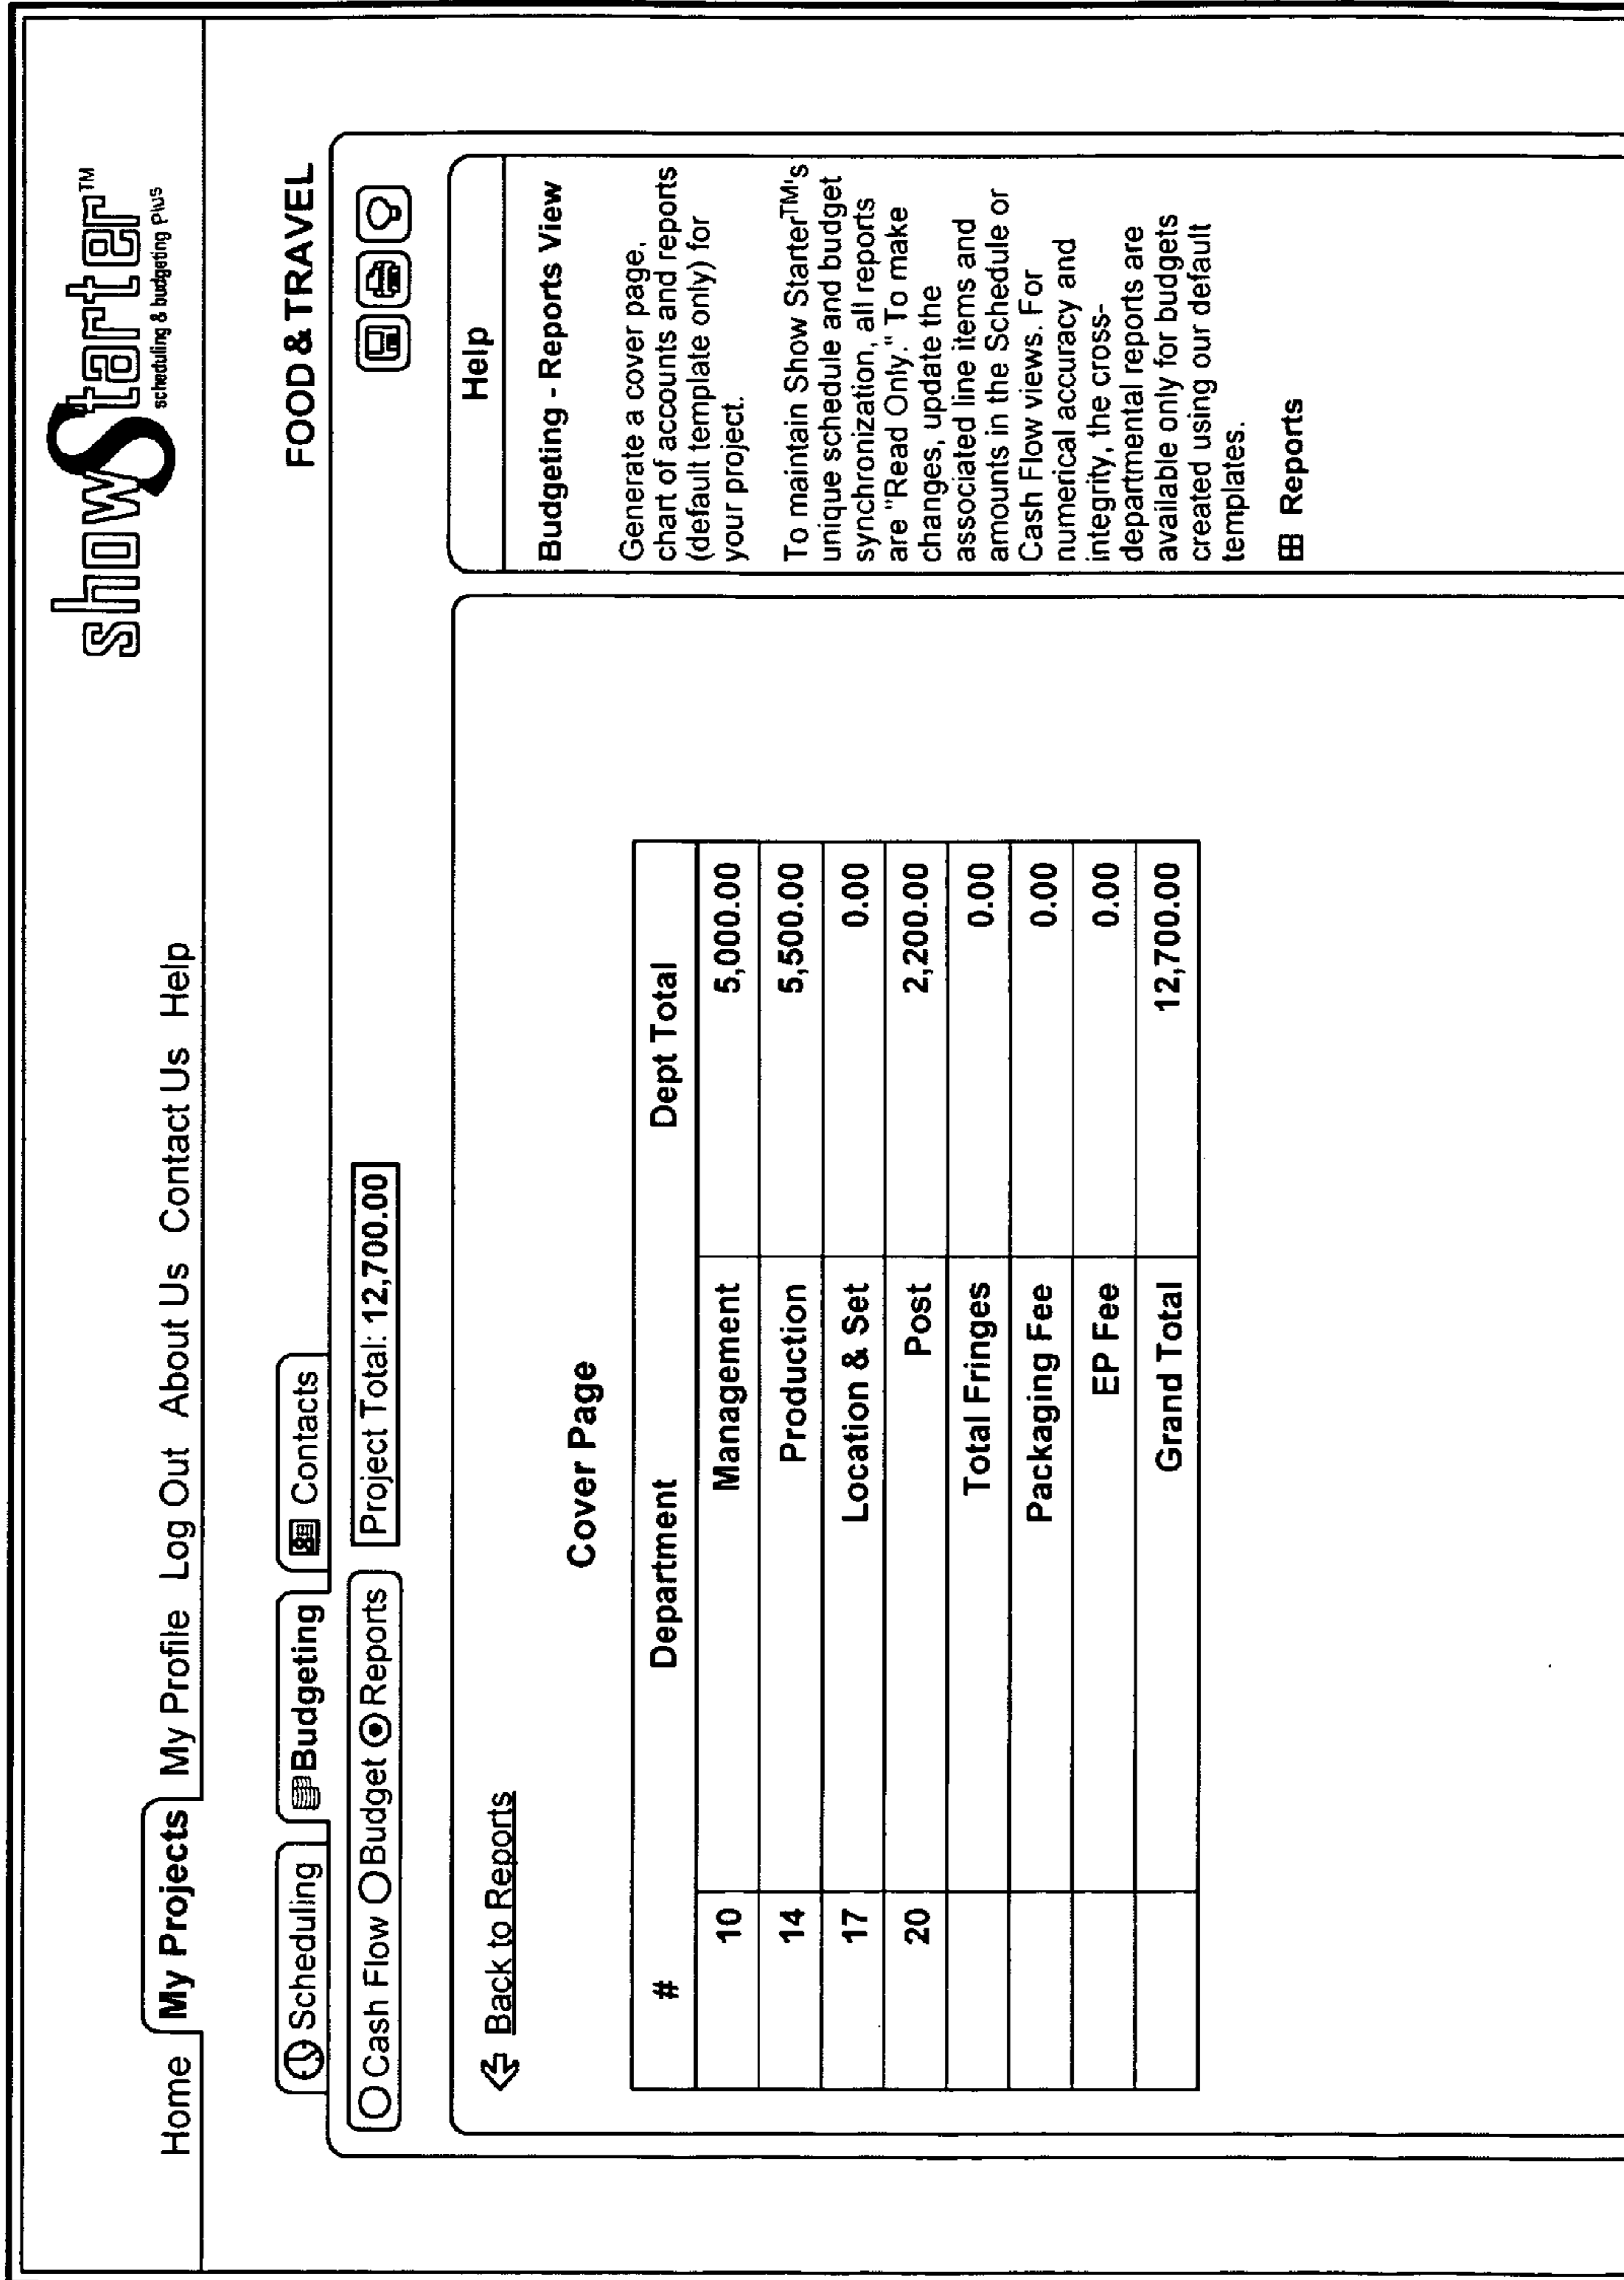 showStarter™
scheduling & budgeting Plus
Home My Projects My Profile Log Out About Us Contact Us Help
FOOD & TRAVEL
Scheduling Budgeting Contacts
Cash Flow Budget Reports Project Total: 12,700.00
Back to Reports
Cover Page
# Department Dept Total
10 Management 5,000.00
14 Production 5,500.00
17 Location & Set 0.00
20 Post 2,200.00
Total Fringes 0.00
Packaging Fee 0.00
EP Fee 0.00
Grand Total 12,700.00
Help
Budgeting - Reports View
Generate a cover page,
chart of accounts and reports
(default template only) for
your project.
To maintain Show Starter™'s
unique schedule and budget
synchronization, all reports
are "Read Only." To make
changes, update the
associated line items and
amounts in the Schedule or
Cash Flow views. For
numerical accuracy and
integrity, the cross-
departmental reports are
available only for budgets
created using our default
templates.
Reports